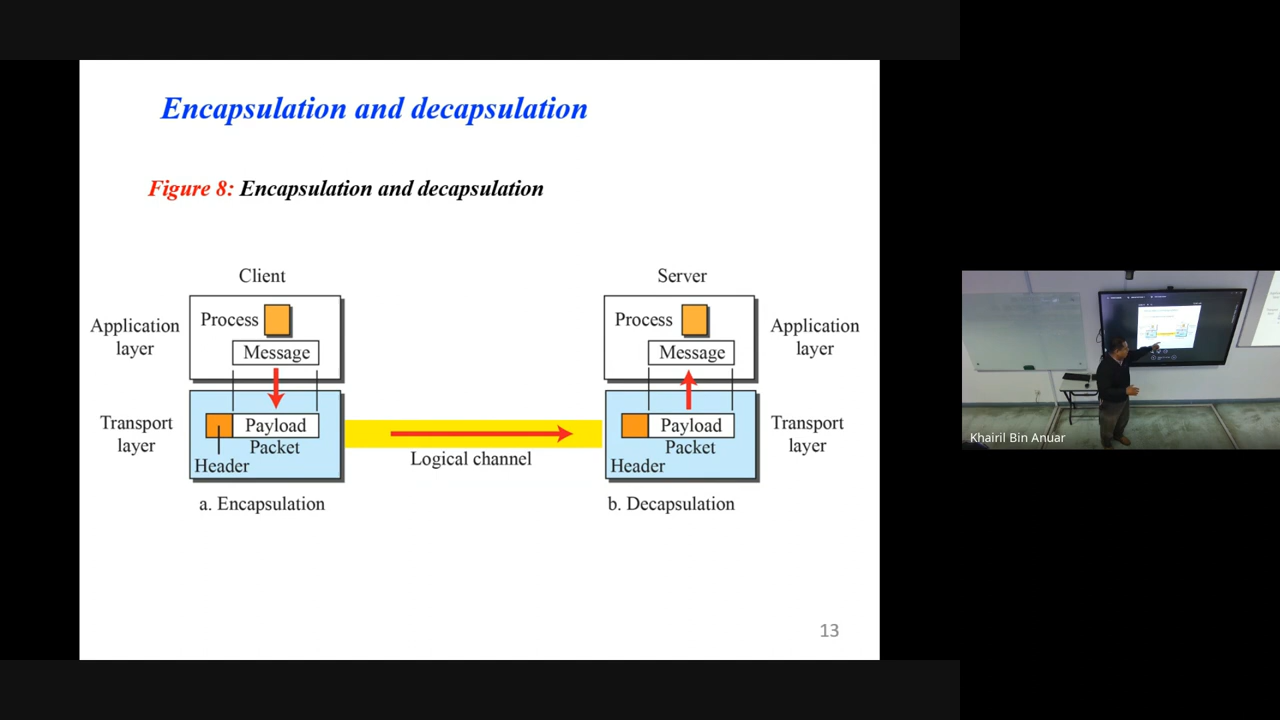 Encapsulation and decapsulation
Figure 8: Encapsulation and decapsulation
Client
Server
Application layer
Process
Message
Process
Message
Application layer
Transport layer
Payload
Packet
Header
Logical channel
Payload
Packet
Header
Transport layer
a. Encapsulation
b. Decapsulation
13
Khairil Bin Anuar